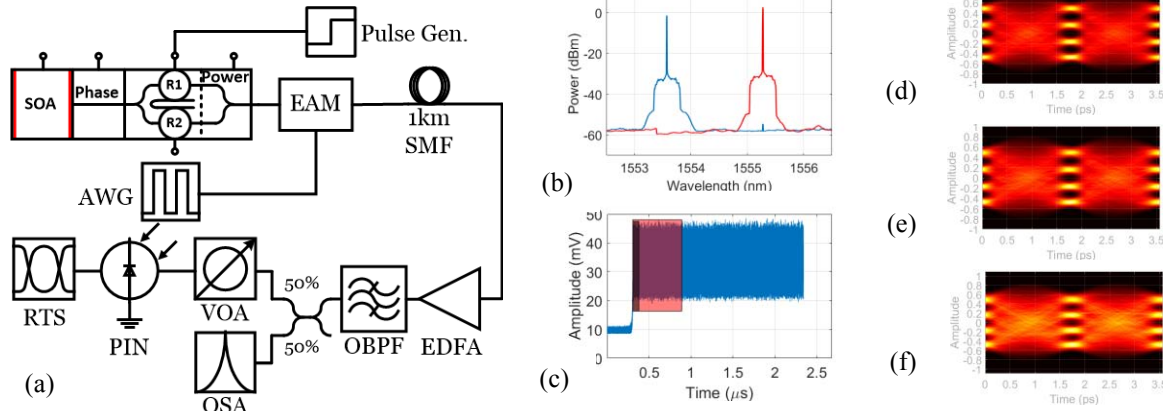 Pulse Gen.
SOA
Phase
R1
R2
Power
EAM
1km
SMF
AWG
RTS
PIN
VOA
OSA
50%
50%
OBPF
EDFA
(a)
Power (dBm)
0
-20
-40
-60
1553
1554
1555
1556
Wavelength (nm)
(b)
Amplitude (mV)
50
40
30
20
10
0
0.5
1
1.5
2
2.5
Time (μs)
(c)
(d)
Amplitude
0.6
0.4
0.2
0
-0.2
-0.4
-0.6
-0.8
-1
0
0.5
1
1.5
2
2.5
3
3.5
Time (ps)
(e)
Amplitude
1
0.8
0.6
0.4
0.2
0
-0.2
-0.4
-0.6
-0.8
-1
0
0.5
1
1.5
2
2.5
3
3.5
Time (ps)
(f)
Amplitude
1
0.8
0.6
0.4
0.2
0
-0.2
-0.4
-0.6
-0.8
-1
0
0.5
1
1.5
2
2.5
3
3.5
Time (ps)